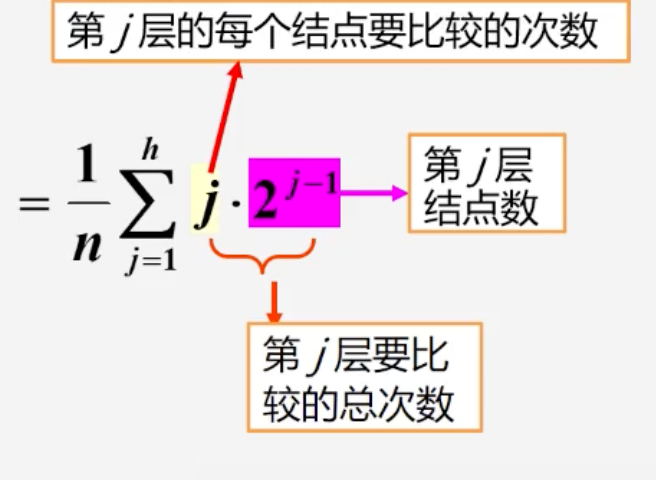 第 j 层的每个结点要比较的次数
= \frac{1}{n} \sum_{j=1}^{h} j \cdot 2^{j-1}
第 j 层
结点数
第 j 层要比
较的总次数